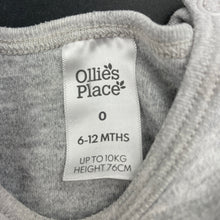 Ollie's
Place
0
6-12 MTHS
UP TO 10KG
HEIGHT 76CM